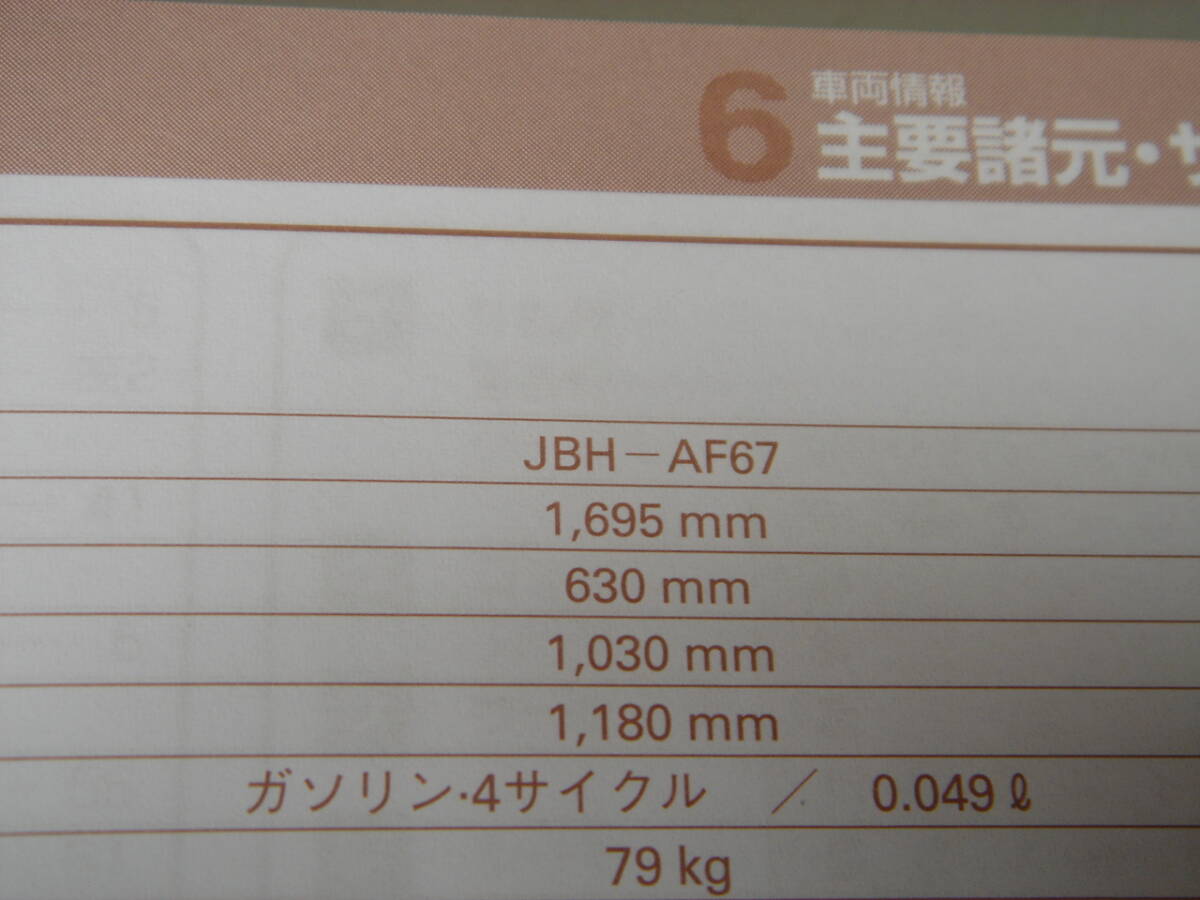 6
車両情報
主要諸元・サ
JBH－AF67
1,695 mm
630 mm
1,030 mm
1,180 mm
ガソリン・4サイクル ／ 0.049 ℓ
79 kg